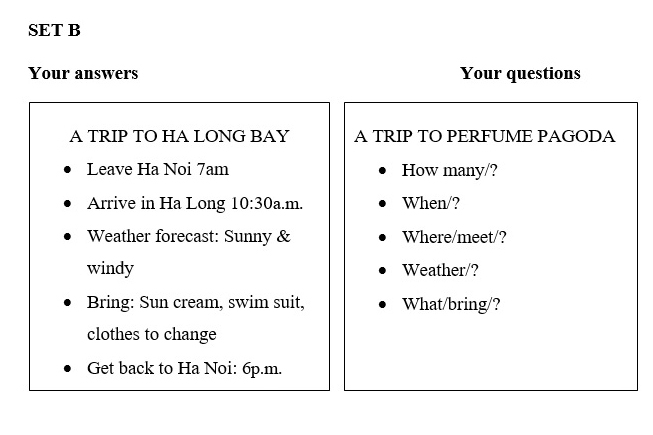 SET B
Your answers
Your questions
A TRIP TO HA LONG BAY
• Leave Ha Noi 7am
• Arrive in Ha Long 10:30a.m.
• Weather forecast: Sunny &
windy
• Bring: Sun cream, swim suit,
clothes to change
• Get back to Ha Noi: 6p.m.
A TRIP TO PERFUME PAGODA
• How many/?
• When/?
• Where/meet/?
• Weather/?
• What/bring/?